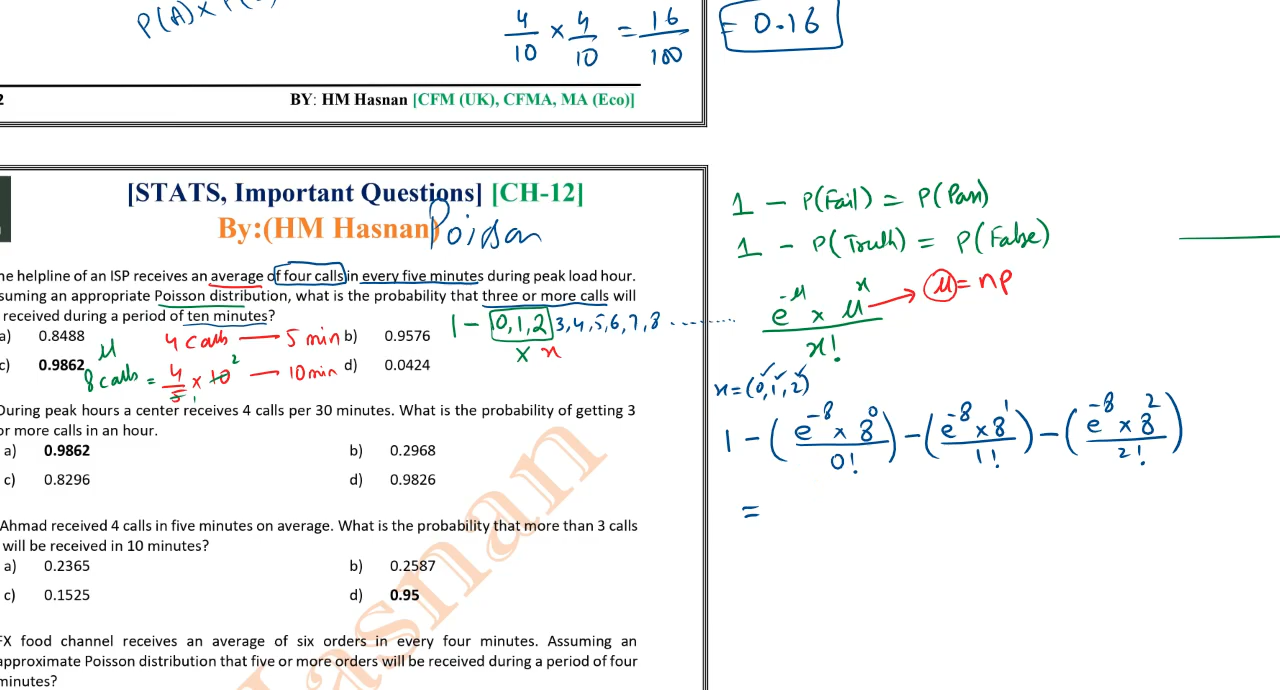 P(A) x P(
4/10 × 4/10 = 16/100 = 0.16
2 BY: HM Hasnan [CFM (UK), CFMA, MA (Eco)]
[STATS, Important Questions] [CH-12]
By:(HM Hasnan)
Poisson
he helpline of an ISP receives an average of four calls in every five minutes during peak load hour.
suming an appropriate Poisson distribution, what is the probability that three or more calls will
received during a period of ten minutes?
1 - 0,1,2 3,4,5,6,7,8 ........
x x
a) 0.8488
b) 0.9576
c) 0.9862
d) 0.0424
4 calls — 5 min
μ
8 calls = 4/5 × 10 — 10 min
2
1
During peak hours a center receives 4 calls per 30 minutes. What is the probability of getting 3
or more calls in an hour.
a) 0.9862
b) 0.2968
c) 0.8296
d) 0.9826
Ahmad received 4 calls in five minutes on average. What is the probability that more than 3 calls
will be received in 10 minutes?
a) 0.2365
b) 0.2587
c) 0.1525
d) 0.95
FX food channel receives an average of six orders in every four minutes. Assuming an
approximate Poisson distribution that five or more orders will be received during a period of four
minutes?
Hasnan
1 - P(Fail) = P(Pass)
1 - P(Truth) = P(False)
e^-μ × μ^x / x! → μ = np
x = (0,1,2)
1 - (e^-8 × 8^0 / 0!) - (e^-8 × 8^1 / 1!) - (e^-8 × 8^2 / 2!)
=